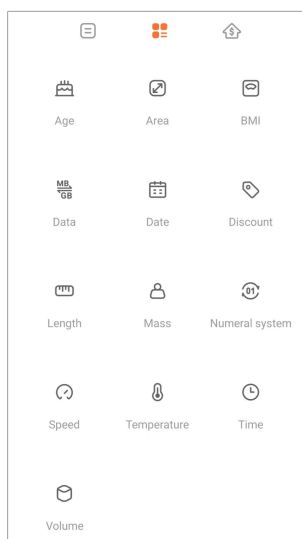 Age
Area
BMI
MB
GB
Data
Date
Discount
Length
Mass
01
Numeral system
Speed
Temperature
Time
Volume